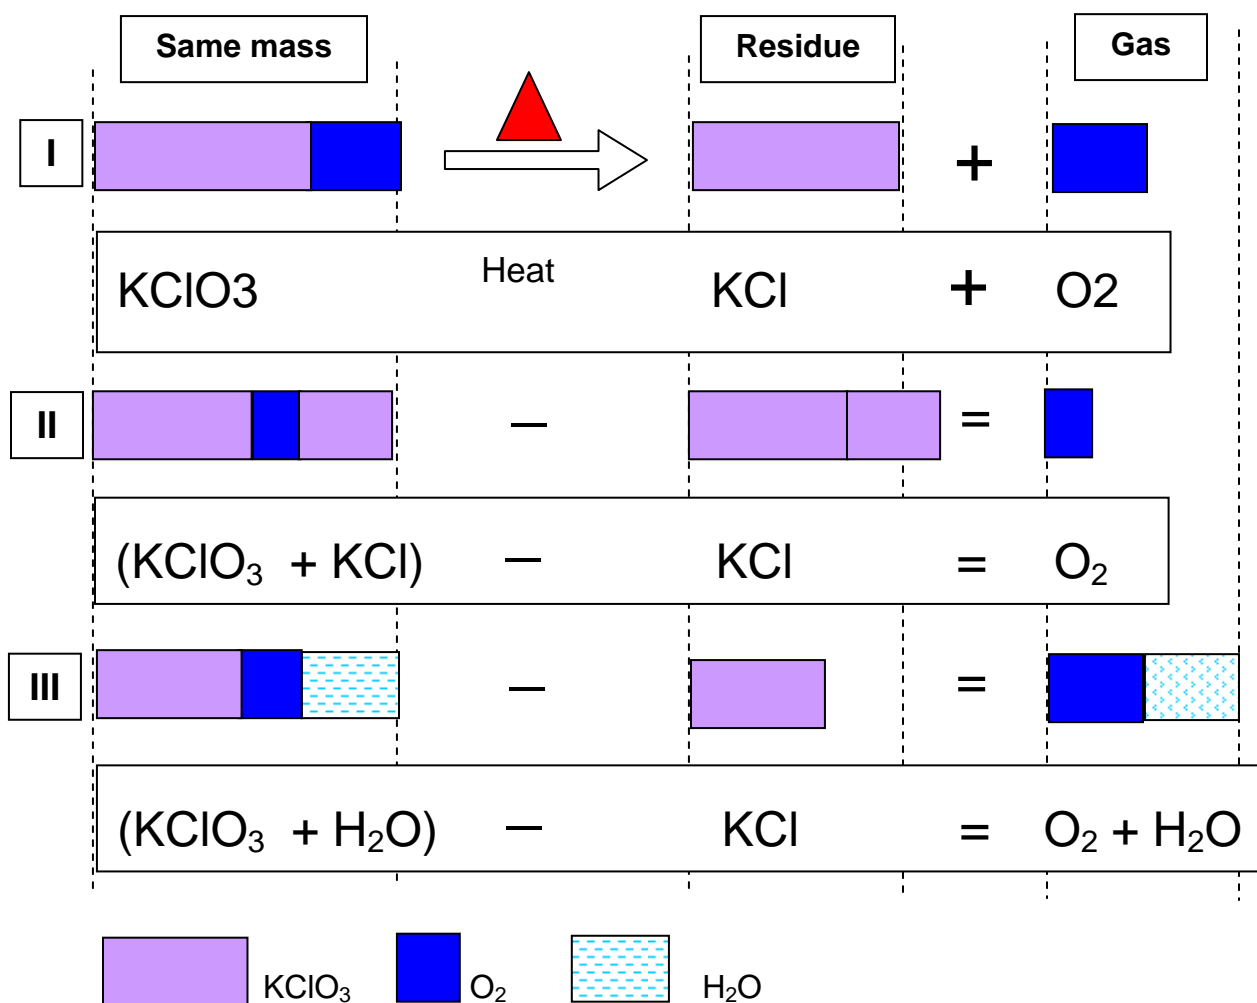 Same mass Residue Gas
I +
Heat
KClO3 KCl + O2
II − =
(KClO₃ + KCl) − KCl = O₂
III − =
(KClO₃ + H₂O) − KCl = O₂ + H₂O
KClO₃ O₂ H₂O